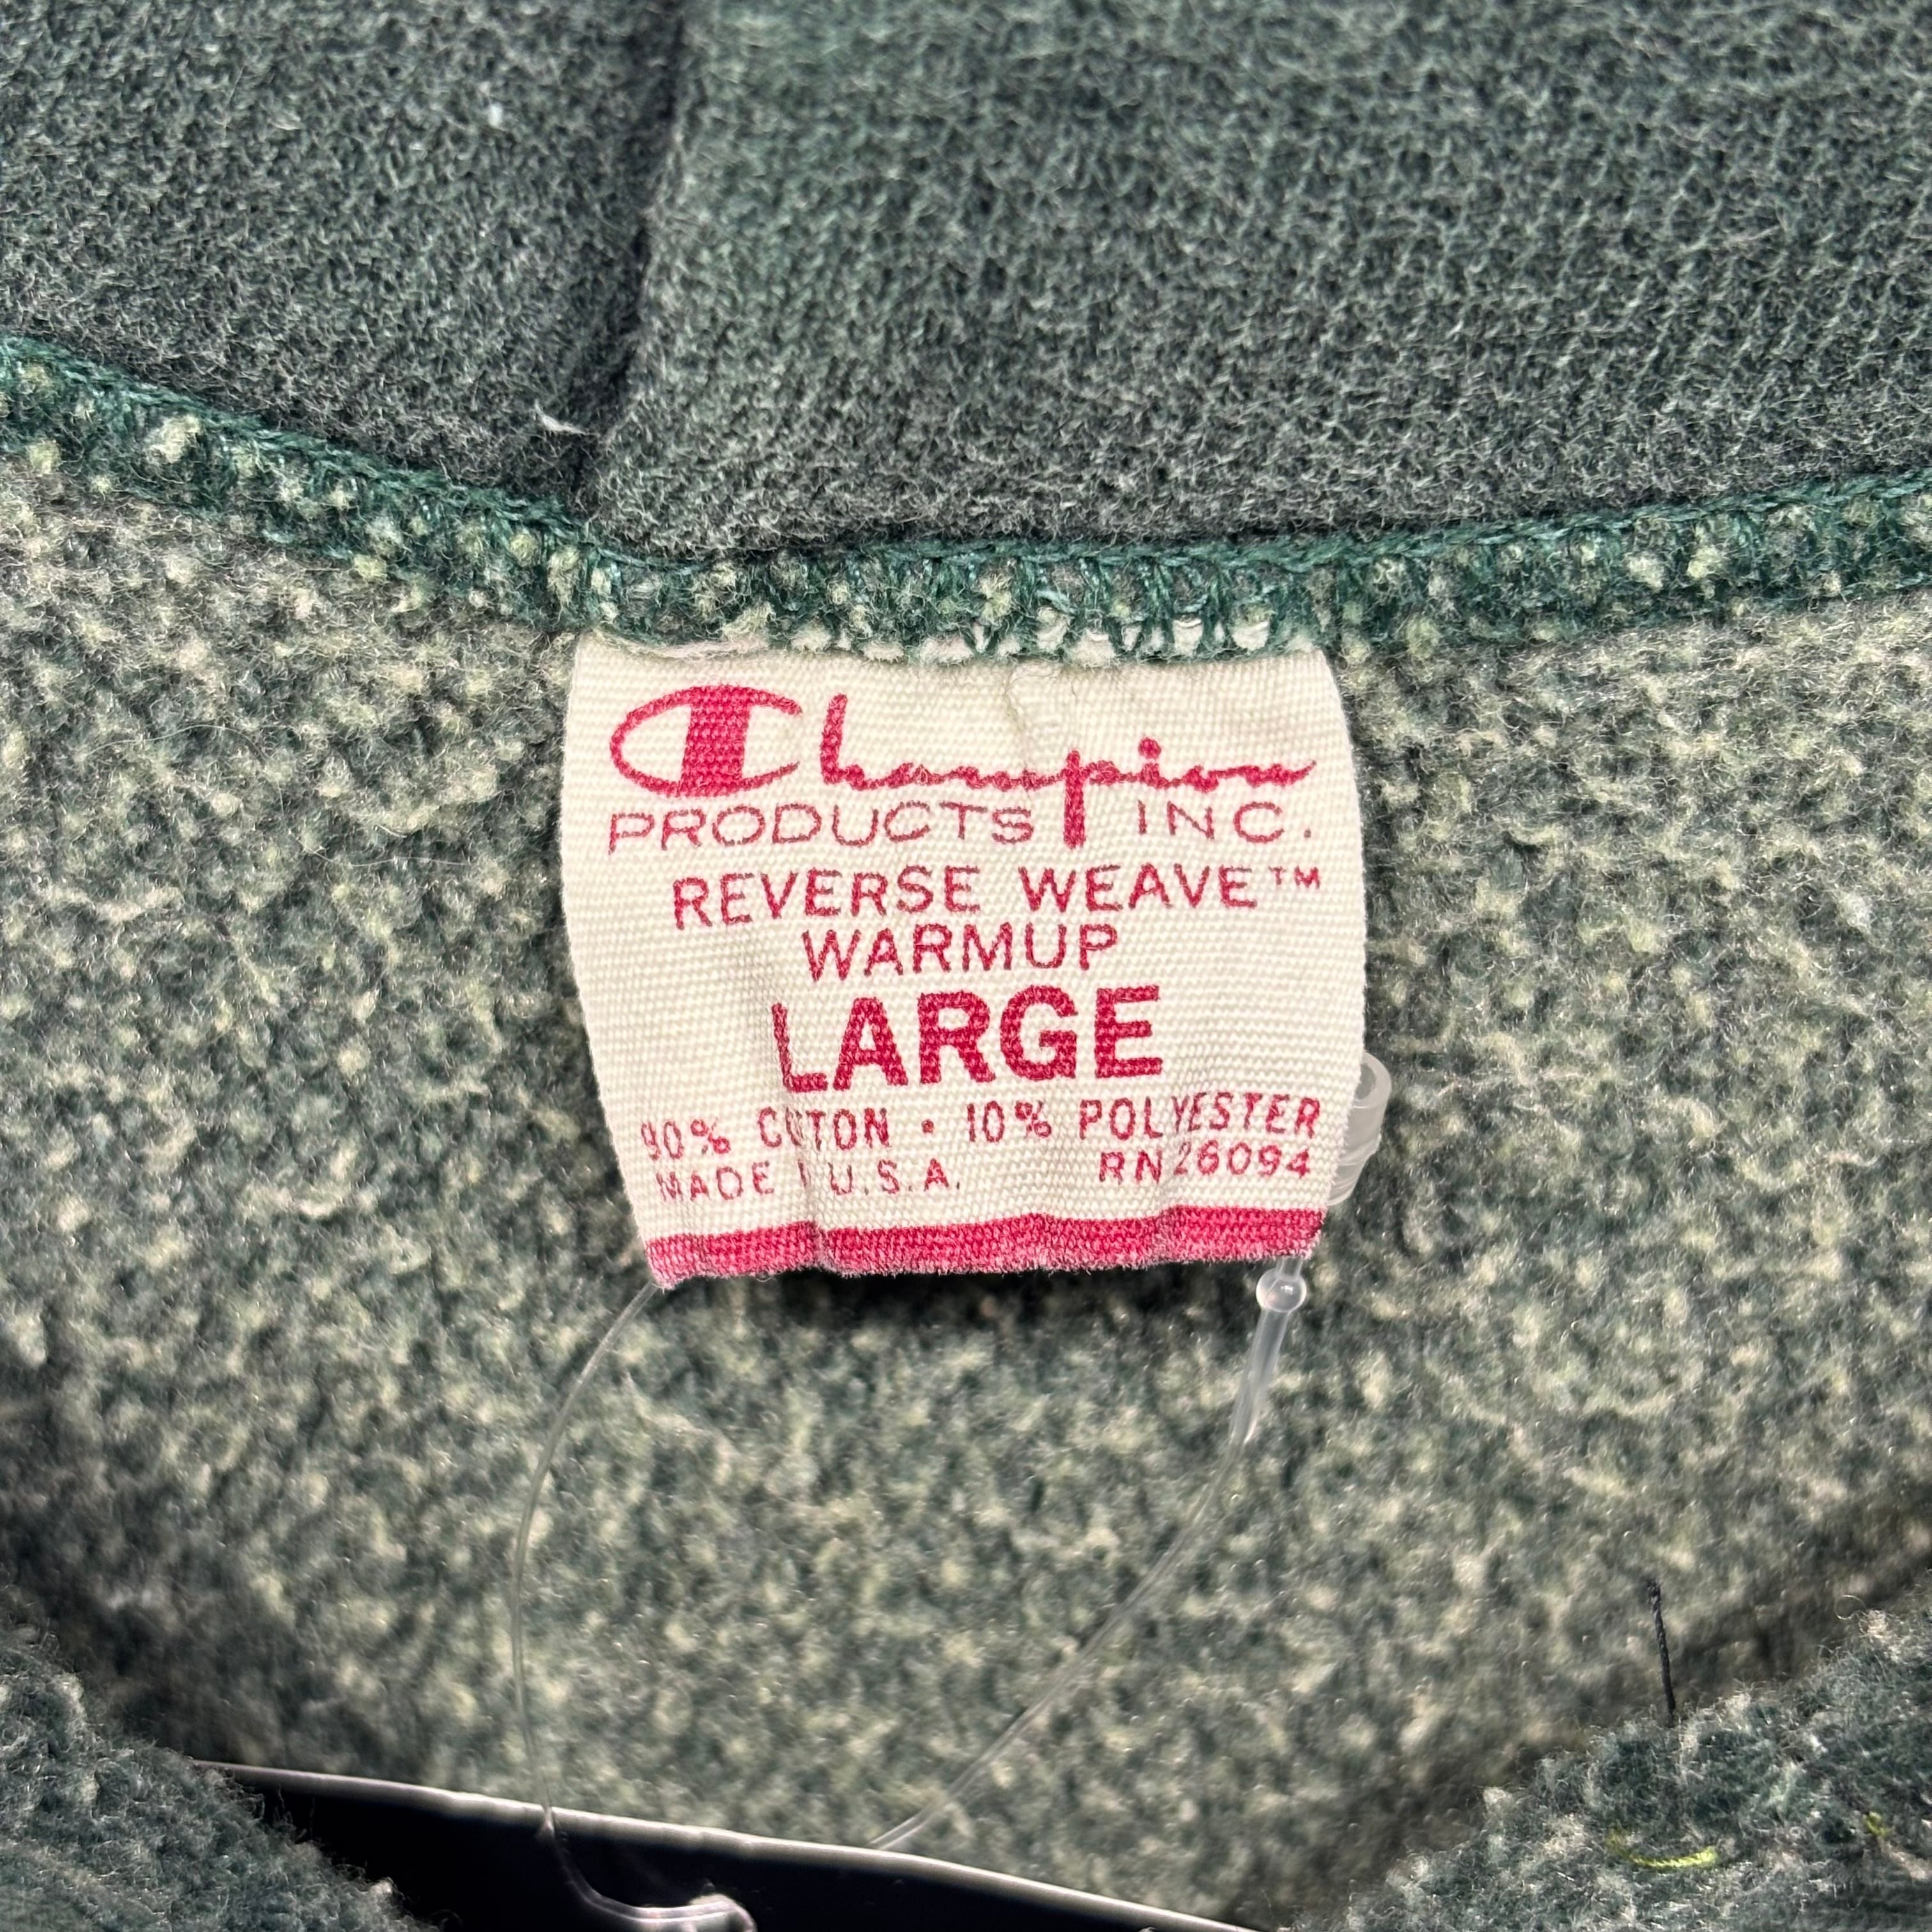 Champion
PRODUCTS INC.
REVERSE WEAVE™
WARMUP
LARGE
90% COTTON • 10% POLYESTER
MADE IN U.S.A. RN26094